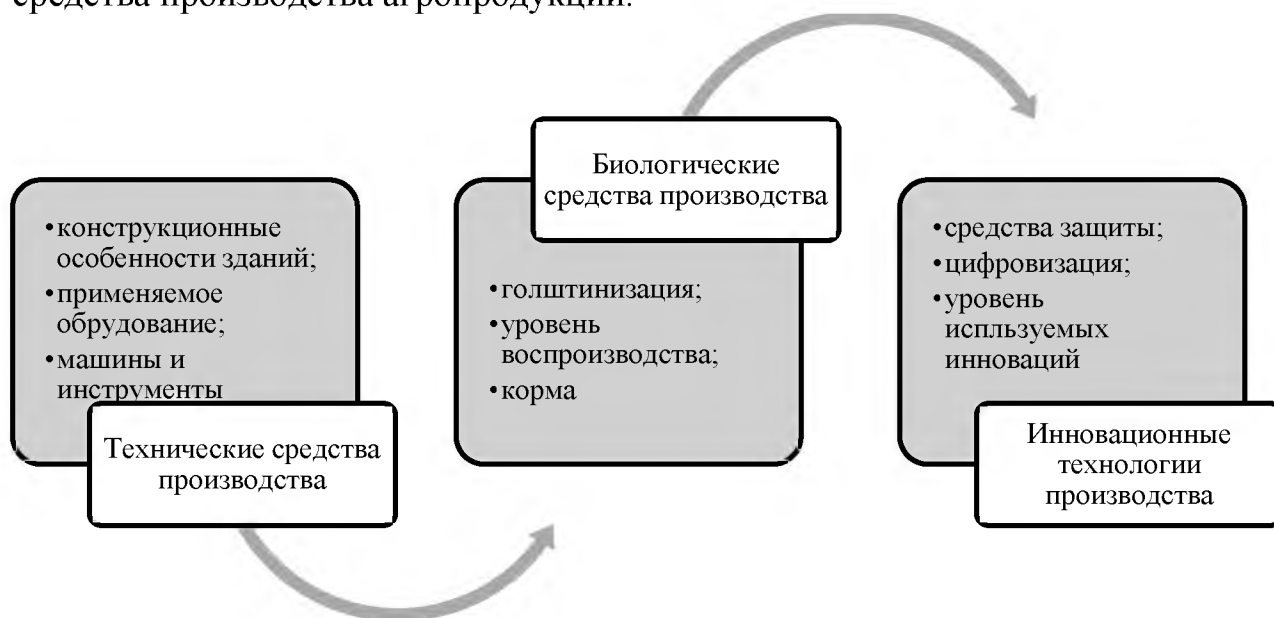 средства производства агропродукции.
•конструкционные
особенности зданий;
•применяемое
обрудование;
•машины и
инструменты
Технические средства
производства
Биологические
средства производства
•голштинизация;
•уровень
воспроизводства;
•корма
•средства защиты;
•цифровизация;
•уровень
испльзуемых
инноваций
Инновационные
технологии
производства